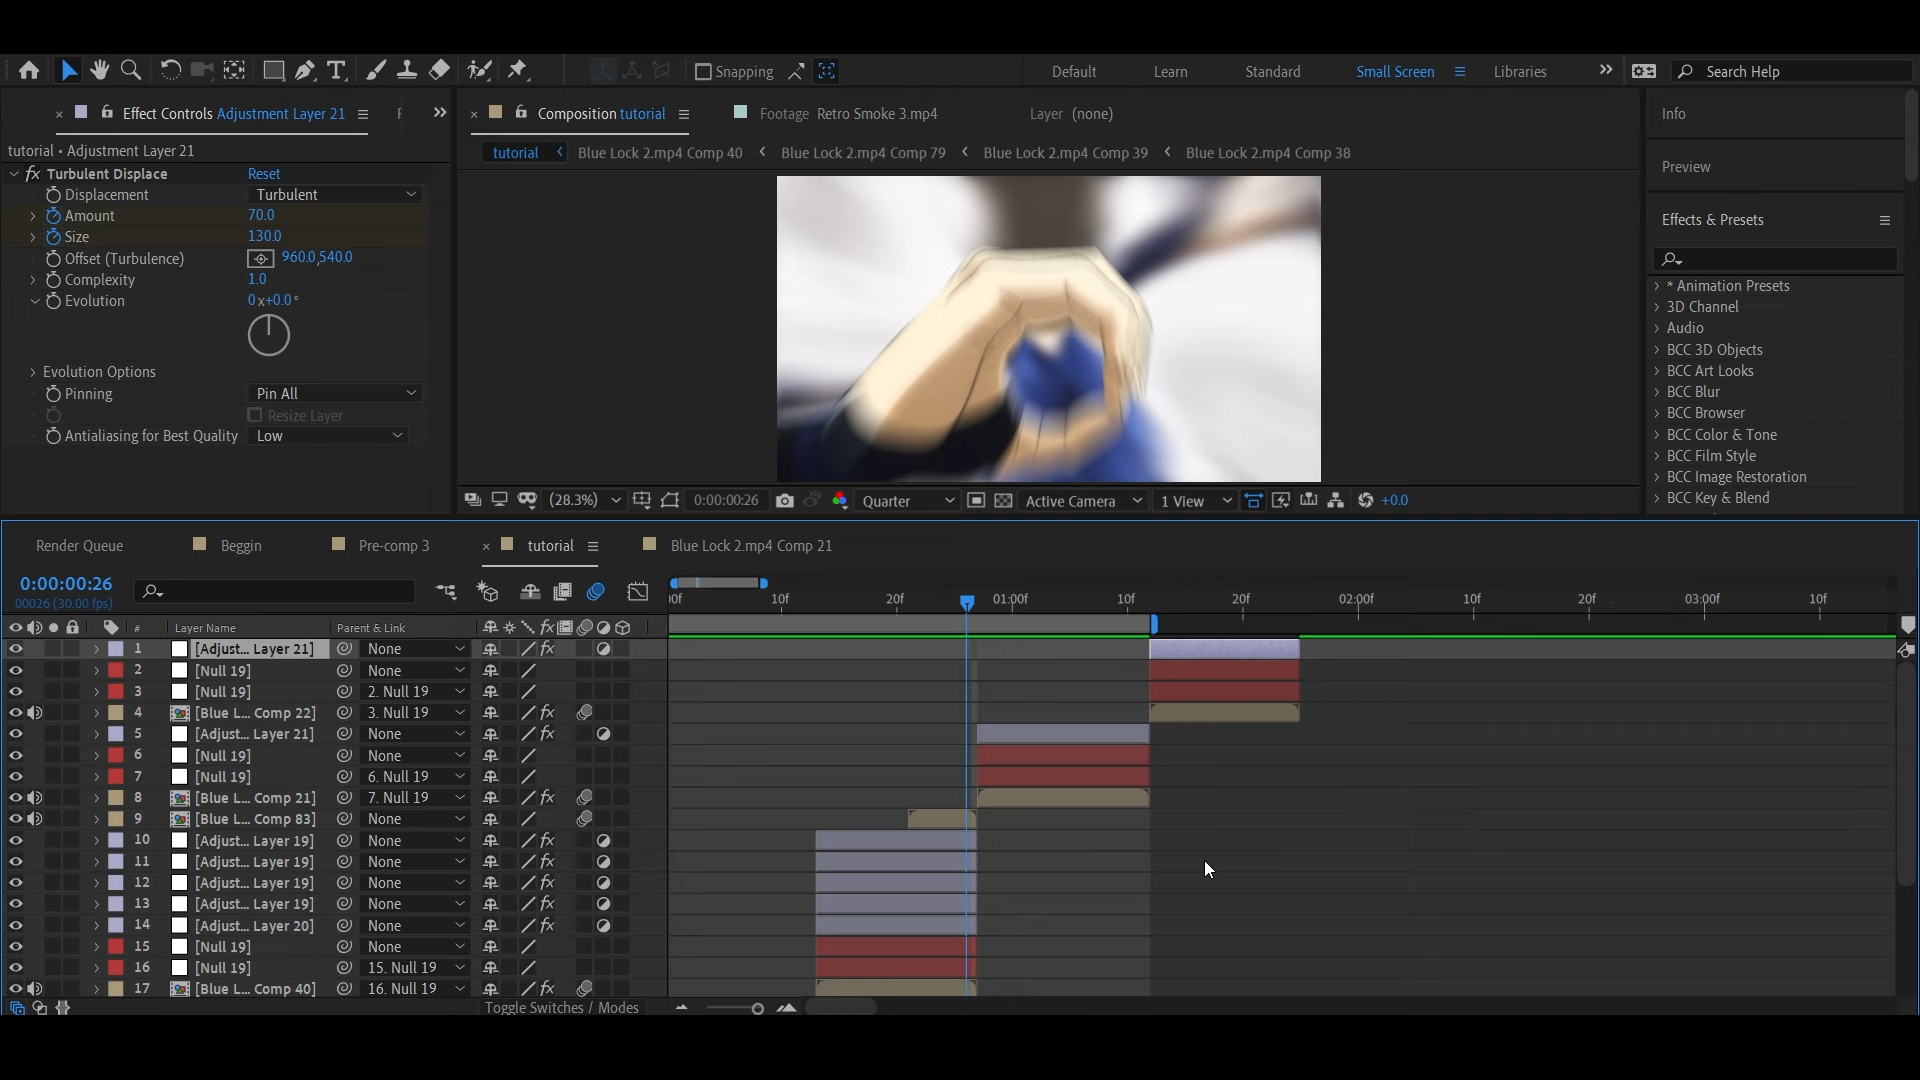 Snapping
Default Learn Standard Small Screen Libraries Search Help
Effect Controls Adjustment Layer 21
Composition tutorial Footage Retro Smoke 3.mp4 Layer (none)
Info
tutorial • Adjustment Layer 21
tutorial Blue Lock 2.mp4 Comp 40 Blue Lock 2.mp4 Comp 79 Blue Lock 2.mp4 Comp 39 Blue Lock 2.mp4 Comp 38
Preview
fx Turbulent Displace Reset
Displacement Turbulent
Amount 70.0
Size 130.0
Offset (Turbulence) 960.0,540.0
Complexity 1.0
Evolution 0x+0.0°
Evolution Options
Pinning Pin All
Resize Layer
Antialiasing for Best Quality Low
Effects & Presets
* Animation Presets
3D Channel
Audio
BCC 3D Objects
BCC Art Looks
BCC Blur
BCC Browser
BCC Color & Tone
BCC Film Style
BCC Image Restoration
BCC Key & Blend
(28.3%) 0:00:00:26 Quarter Active Camera 1 View +0.0
Render Queue Beggin Pre-comp 3 tutorial Blue Lock 2.mp4 Comp 21
0:00:00:26
00026 (30.00 fps)
00f 10f 20f 01:00f 10f 20f 02:00f 10f 20f 03:00f 10f
# Layer Name Parent & Link fx
1 [Adjust... Layer 21] None fx
2 [Null 19] None
3 [Null 19] 2. Null 19
4 [Blue L... Comp 22] 3. Null 19 fx
5 [Adjust... Layer 21] None fx
6 [Null 19] None
7 [Null 19] 6. Null 19
8 [Blue L... Comp 21] 7. Null 19 fx
9 [Blue L... Comp 83] None
10 [Adjust... Layer 19] None fx
11 [Adjust... Layer 19] None fx
12 [Adjust... Layer 19] None fx
13 [Adjust... Layer 19] None fx
14 [Adjust... Layer 20] None fx
15 [Null 19] None
16 [Null 19] 15. Null 19
17 [Blue L... Comp 40] 16. Null 19 fx
Toggle Switches / Modes